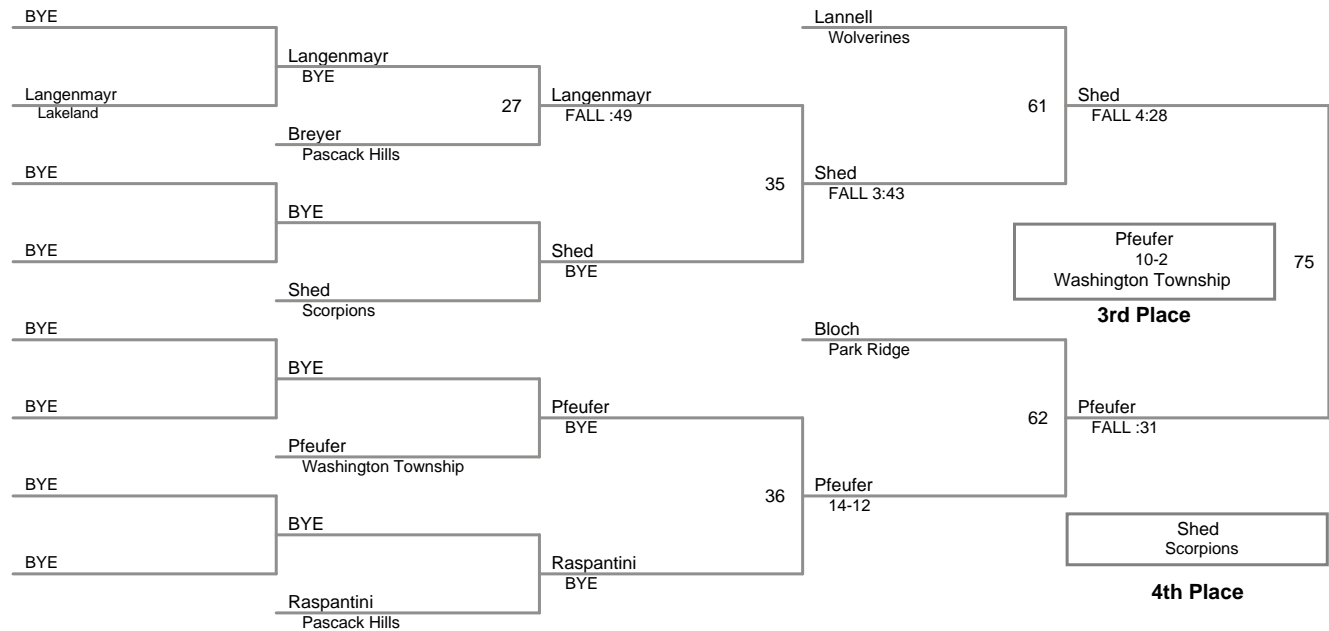 BYE
Langenmayr
Lakeland
BYE
BYE
BYE
BYE
BYE
BYE
Langenmayr
BYE
27
Breyer
Pascack Hills
BYE
Shed
Scorpions
BYE
Pfeufer
Washington Township
BYE
Raspantini
Pascack Hills
Langenmayr
FALL :49
35
Shed
BYE
Pfeufer
BYE
36
Raspantini
BYE
Lannell
Wolverines
61
Shed
FALL 3:43
Bloch
Park Ridge
62
Pfeufer
14-12
Shed
FALL 4:28
Pfeufer
10-2
Washington Township
75
3rd Place
Pfeufer
FALL :31
Shed
Scorpions
4th Place